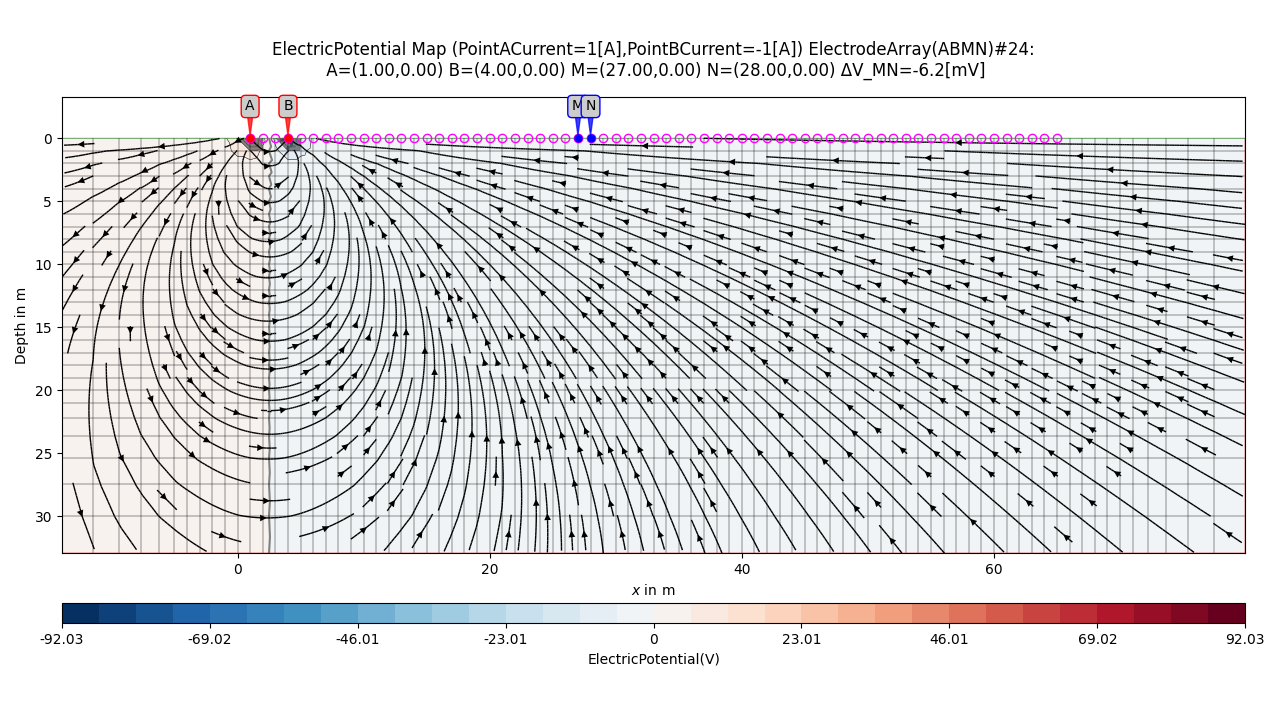 ElectricPotential Map (PointACurrent=1[A],PointBCurrent=-1[A]) ElectrodeArray(ABMN)#24:
A=(1.00,0.00) B=(4.00,0.00) M=(27.00,0.00) N=(28.00,0.00) ΔV_MN=-6.2[mV]
A B M N
0
5
10
15
20
25
30
Depth in m
0 20 40 60
x in m
-92.03 -69.02 -46.01 -23.01 0 23.01 46.01 69.02 92.03
ElectricPotential(V)